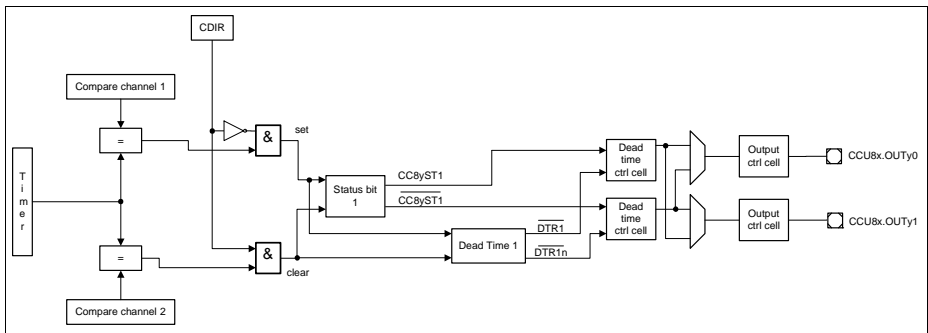 CDIR
Compare channel 1
=
&
set
Timer
Status bit
1
CC8yST1
CC8yST1
Dead
time
ctrl cell
Output
ctrl cell
CCU8x.OUTy0
Dead
time
ctrl cell
Output
ctrl cell
CCU8x.OUTy1
DTR1
Dead Time 1
DTR1n
=
&
clear
Compare channel 2